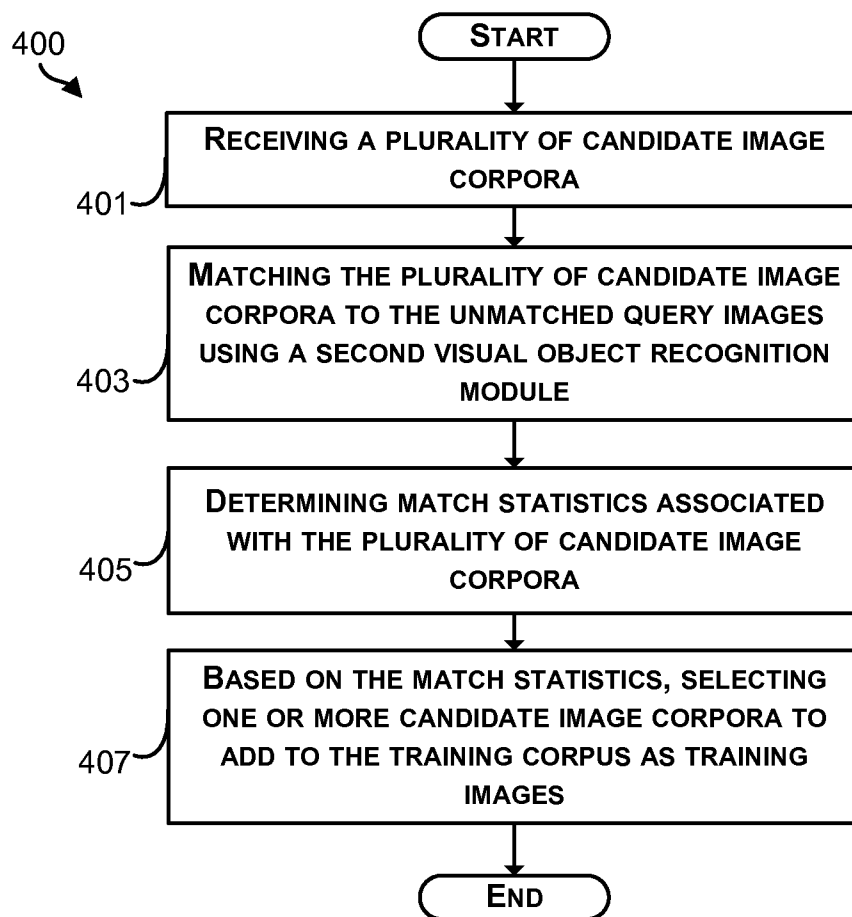 400
START
RECEIVING A PLURALITY OF CANDIDATE IMAGE
CORPORA
401
MATCHING THE PLURALITY OF CANDIDATE IMAGE
CORPORA TO THE UNMATCHED QUERY IMAGES
USING A SECOND VISUAL OBJECT RECOGNITION
MODULE
403
DETERMINING MATCH STATISTICS ASSOCIATED
WITH THE PLURALITY OF CANDIDATE IMAGE
CORPORA
405
BASED ON THE MATCH STATISTICS, SELECTING
ONE OR MORE CANDIDATE IMAGE CORPORA TO
ADD TO THE TRAINING CORPUS AS TRAINING
IMAGES
407
END